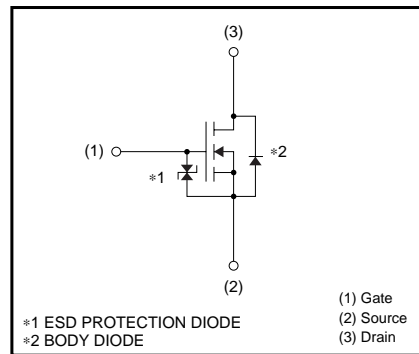 (3)
(1)
∗2
∗1
(2)
∗1 ESD PROTECTION DIODE
∗2 BODY DIODE
(1) Gate
(2) Source
(3) Drain